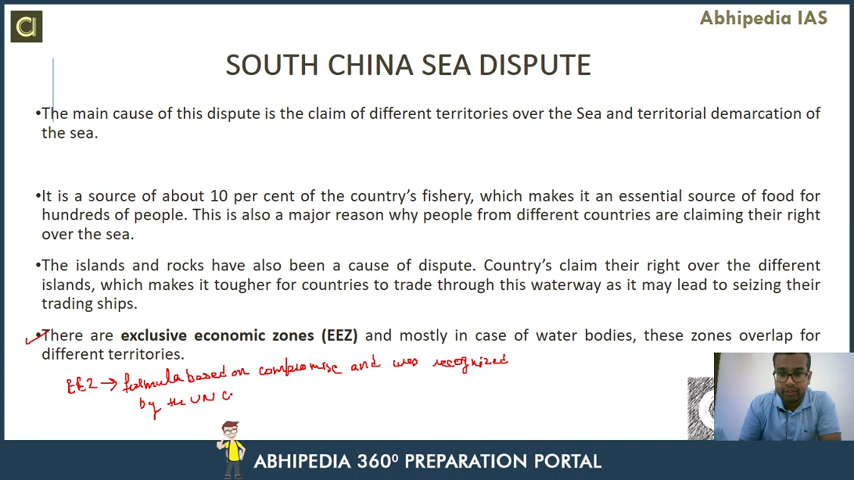 Abhipedia IAS
SOUTH CHINA SEA DISPUTE
•The main cause of this dispute is the claim of different territories over the Sea and territorial demarcation of
the sea.
•It is a source of about 10 per cent of the country's fishery, which makes it an essential source of food for
hundreds of people. This is also a major reason why people from different countries are claiming their right
over the sea.
•The islands and rocks have also been a cause of dispute. Country's claim their right over the different
islands, which makes it tougher for countries to trade through this waterway as it may lead to seizing their
trading ships.
•There are exclusive economic zones (EEZ) and mostly in case of water bodies, these zones overlap for
different territories.
EEZ → formula based on compromise and was recognized
by the UNC
ABHIPEDIA 360⁰ PREPARATION PORTAL